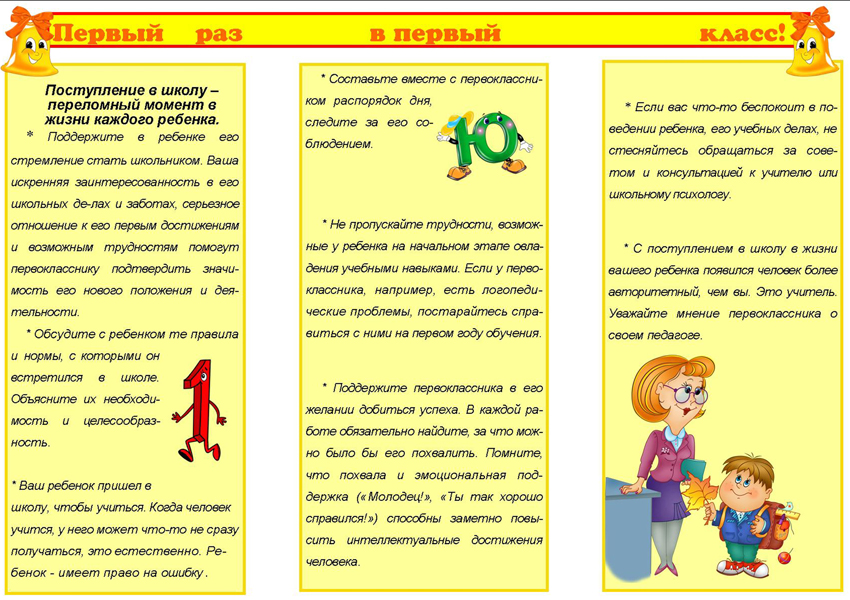 Первый раз в первый класс!
Поступление в школу –
переломный момент в
жизни каждого ребенка.
* Поддержите в ребенке его
стремление стать школьником. Ваша
искренняя заинтересованность в его
школьных де-лах и заботах, серьезное
отношение к его первым достижениям
и возможным трудностям помогут
первокласснику подтвердить значи-
мость его нового положения и дея-
тельности.
* Обсудите с ребенком те правила
и нормы, с которыми он
встретился в школе.
Объясните их необходи-
мость и целесообраз-
ность.
* Ваш ребенок пришел в
школу, чтобы учиться. Когда человек
учится, у него может что-то не сразу
получаться, это естественно. Ре-
бенок - имеет право на ошибку.
1
* Составьте вместе с первоклассни-
ком распорядок дня,
следите за его со-
блюдением.
Ю
* Не пропускайте трудности, возмож-
ные у ребенка на начальном этапе овла-
дения учебными навыками. Если у перво-
классника, например, есть логопеди-
ческие проблемы, постарайтесь спра-
виться с ними на первом году обучения.
* Поддержите первоклассника в его
желании добиться успеха. В каждой ра-
боте обязательно найдите, за что мож-
но было бы его похвалить. Помните,
что похвала и эмоциональная под-
держка («Молодец!», «Ты так хорошо
справился!») способны заметно повы-
сить интеллектуальные достижения
человека.
* Если вас что-то беспокоит в по-
ведении ребенка, его учебных делах, не
стесняйтесь обращаться за сове-
том и консультацией к учителю или
школьному психологу.
* С поступлением в школу в жизни
вашего ребенка появился человек более
авторитетный, чем вы. Это учитель.
Уважайте мнение первоклассника о
своем педагоге.